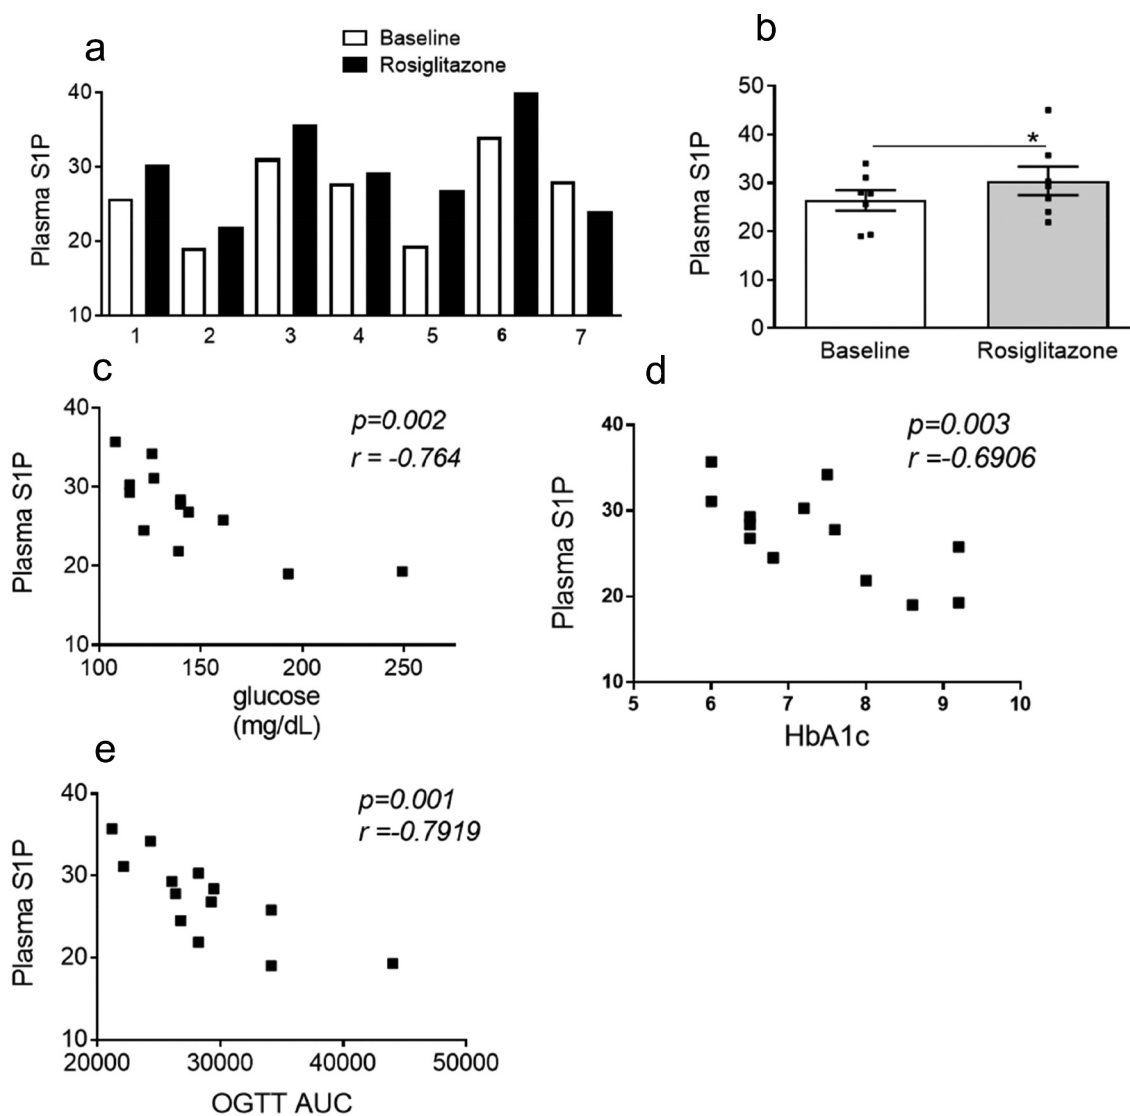 a
Baseline
Rosiglitazone
Plasma S1P
40
30
20
10
1 2 3 4 5 6 7
b
Plasma S1P
50
40
30
20
10
0
*
Baseline Rosiglitazone
c
Plasma S1P
40
30
20
10
p=0.002
r = -0.764
100 150 200 250
glucose
(mg/dL)
d
Plasma S1P
40
30
20
10
p=0.003
r =-0.6906
5 6 7 8 9 10
HbA1c
e
Plasma S1P
40
30
20
10
p=0.001
r =-0.7919
20000 30000 40000 50000
OGTT AUC